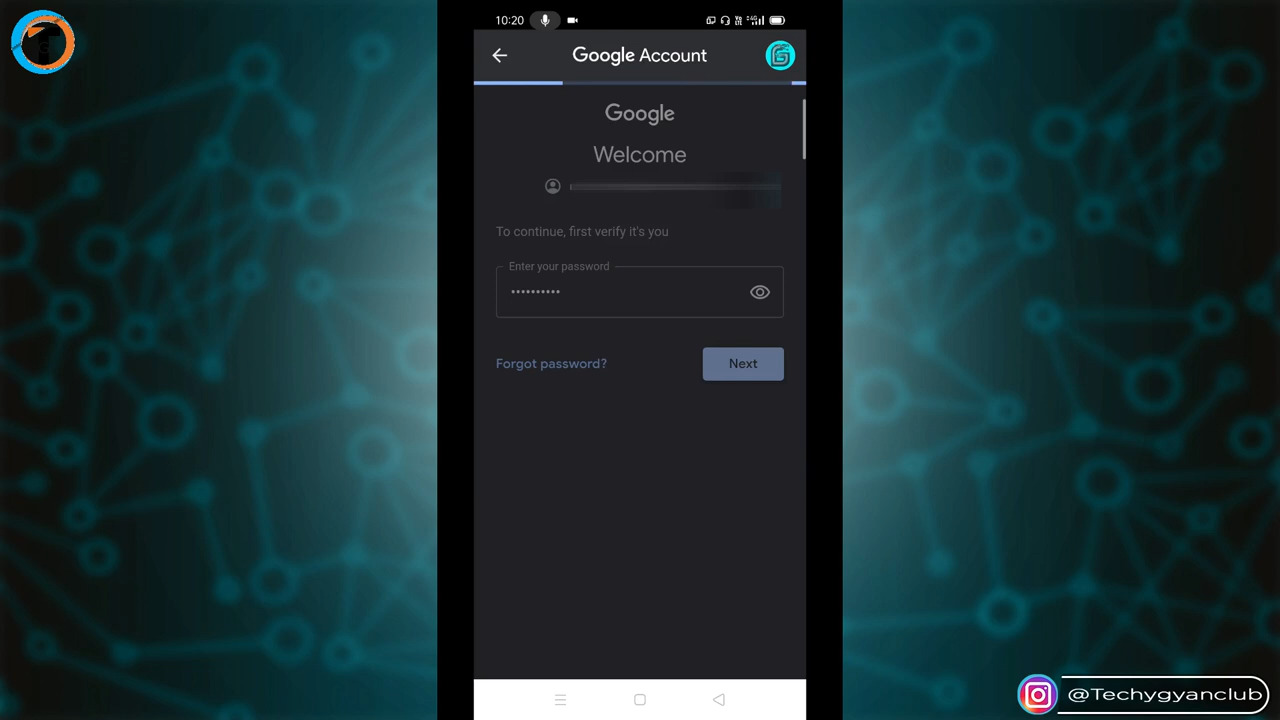 10:20
Google Account
Google
Welcome
To continue, first verify it's you
Enter your password
••••••••••
Forgot password?
Next
@Techygyanclub